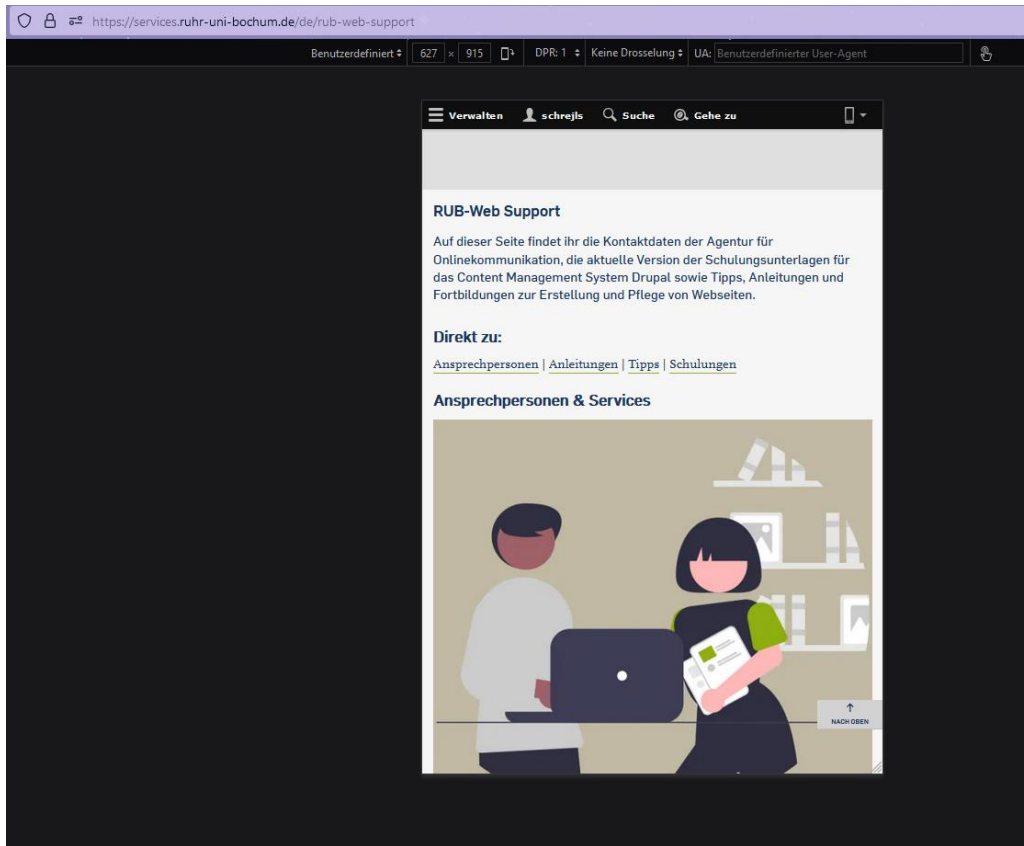 https://services.ruhr-uni-bochum.de/de/rub-web-support
Benutzerdefiniert 627 × 915 DPR: 1 Keine Drosselung UA: Benutzerdefinierter User-Agent
Verwalten schrejls Suche Gehe zu
RUB-Web Support
Auf dieser Seite findet ihr die Kontaktdaten der Agentur für
Onlinekommunikation, die aktuelle Version der Schulungsunterlagen für
das Content Management System Drupal sowie Tipps, Anleitungen und
Fortbildungen zur Erstellung und Pflege von Webseiten.
Direkt zu:
Ansprechpersonen | Anleitungen | Tipps | Schulungen
Ansprechpersonen & Services
NACH OBEN